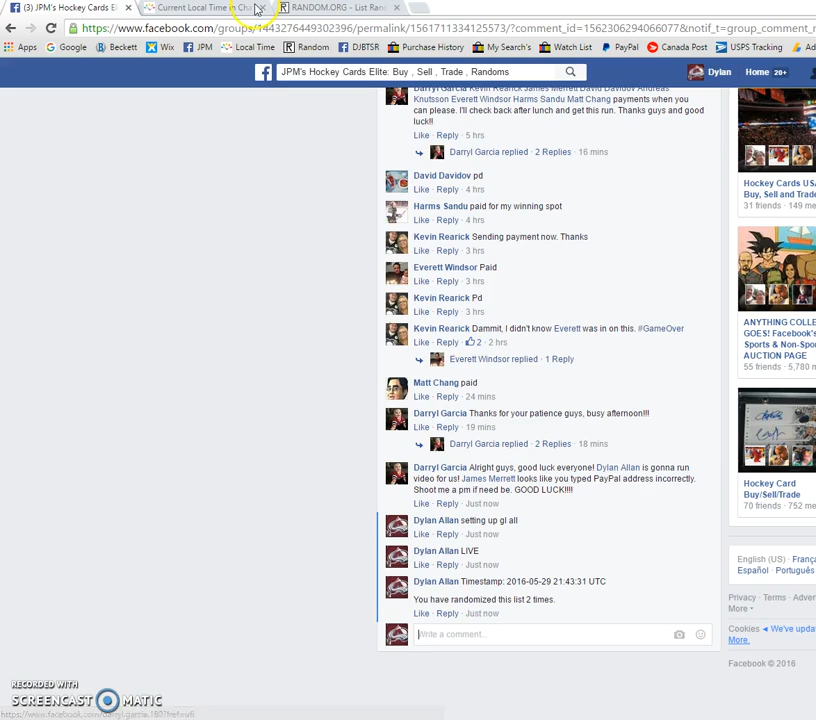 (3) JPM's Hockey Cards El
Current Local Time in Cha
RANDOM.ORG - List Rand
https://www.facebook.com/groups/443276449302396/permalink/1561711334125573/?comment_id=1562306294066077&notif_t=group_comment_m
Apps Google Beckett Wix JPM Local Time Random DJBTSR Purchase History My Search's Watch List PayPal Canada Post USPS Tracking Ad
JPM's Hockey Cards Elite: Buy , Sell , Trade , Randoms
Dylan Home 20+
Darryl Garcia Kevin Rearick James Merrett David Davidov Andreas
Knutsson Everett Windsor Harms Sandu Matt Chang payments when you
can please. I'll check back after lunch and get this run. Thanks guys and good
luck!!
Like · Reply · 5 hrs
Darryl Garcia replied · 2 Replies · 16 mins
David Davidov pd
Like · Reply · 4 hrs
Harms Sandu paid for my winning spot
Like · Reply · 4 hrs
Kevin Rearick Sending payment now. Thanks
Like · Reply · 3 hrs
Everett Windsor Paid
Like · Reply · 3 hrs
Kevin Rearick Pd
Like · Reply · 3 hrs
Kevin Rearick Dammit, I didn't know Everett was in on this. #GameOver
Like · Reply · 2 · 2 hrs
Everett Windsor replied · 1 Reply
Matt Chang paid
Like · Reply · 24 mins
Darryl Garcia Thanks for your patience guys, busy afternoon!!!
Like · Reply · 19 mins
Darryl Garcia replied · 2 Replies · 18 mins
Darryl Garcia Alright guys, good luck everyone! Dylan Allan is gonna run
video for us! James Merrett looks like you typed PayPal address incorrectly.
Shoot me a pm if need be. GOOD LUCK!!!!
Like · Reply · Just now
Dylan Allan setting up gl all
Like · Reply · Just now
Dylan Allan LIVE
Like · Reply · Just now
Dylan Allan Timestamp: 2016-05-29 21:43:31 UTC
You have randomized this list 2 times.
Like · Reply · Just now
Write a comment...
Hockey Cards USA
Buy, Sell and Trade
31 friends · 149 me
ANYTHING COLLE
GOES! Facebook's
Sports & Non-Spo
AUCTION PAGE
55 friends · 5,780 m
Hockey Card
Buy/Sell/Trade
70 friends · 752 me
English (US) · França
Español · Português
Privacy · Terms · Adver
More
Cookies We've upda
More.
Facebook © 2016
RECORDED WITH
SCREENCAST MATIC